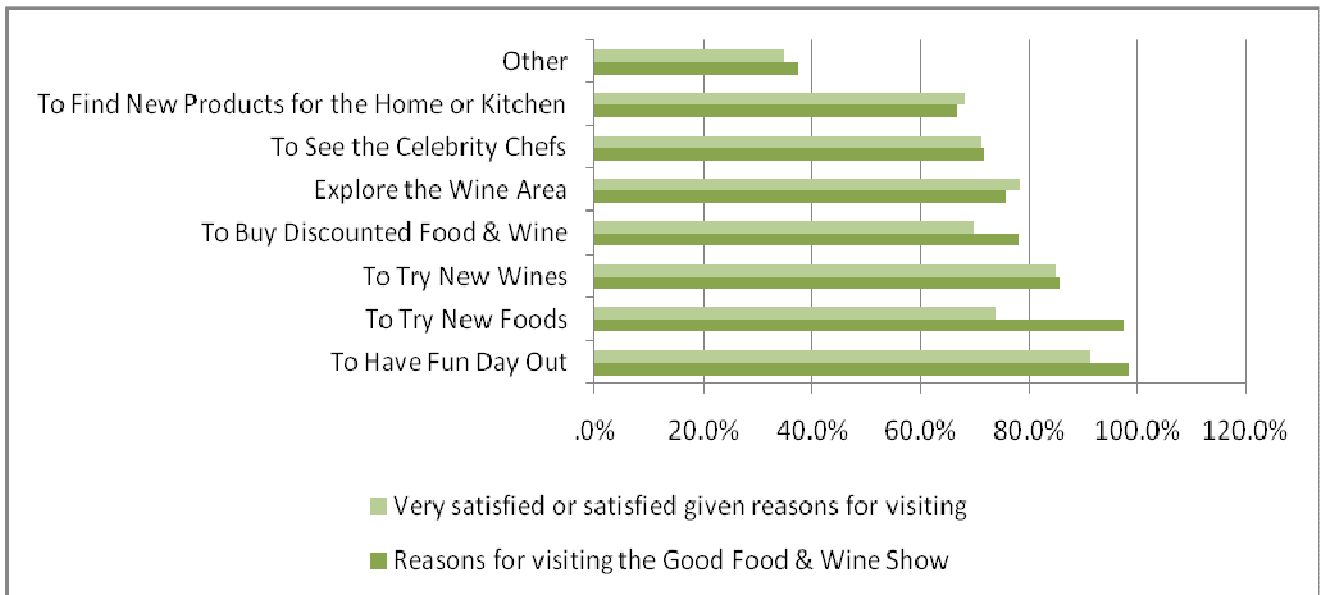 Other
To Find New Products for the Home or Kitchen
To See the Celebrity Chefs
Explore the Wine Area
To Buy Discounted Food & Wine
To Try New Wines
To Try New Foods
To Have Fun Day Out
.0% 20.0% 40.0% 60.0% 80.0% 100.0% 120.0%
Very satisfied or satisfied given reasons for visiting
Reasons for visiting the Good Food & Wine Show